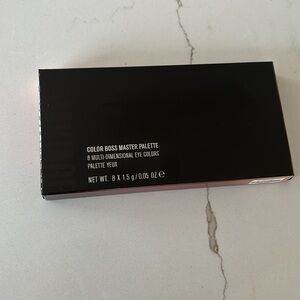 COLOR BOSS MASTER PALETTE
8 MULTI-DIMENSIONAL EYE COLORS
PALETTE YEUX
NET WT. 8 X 1.5 g / 0.05 OZ ℮